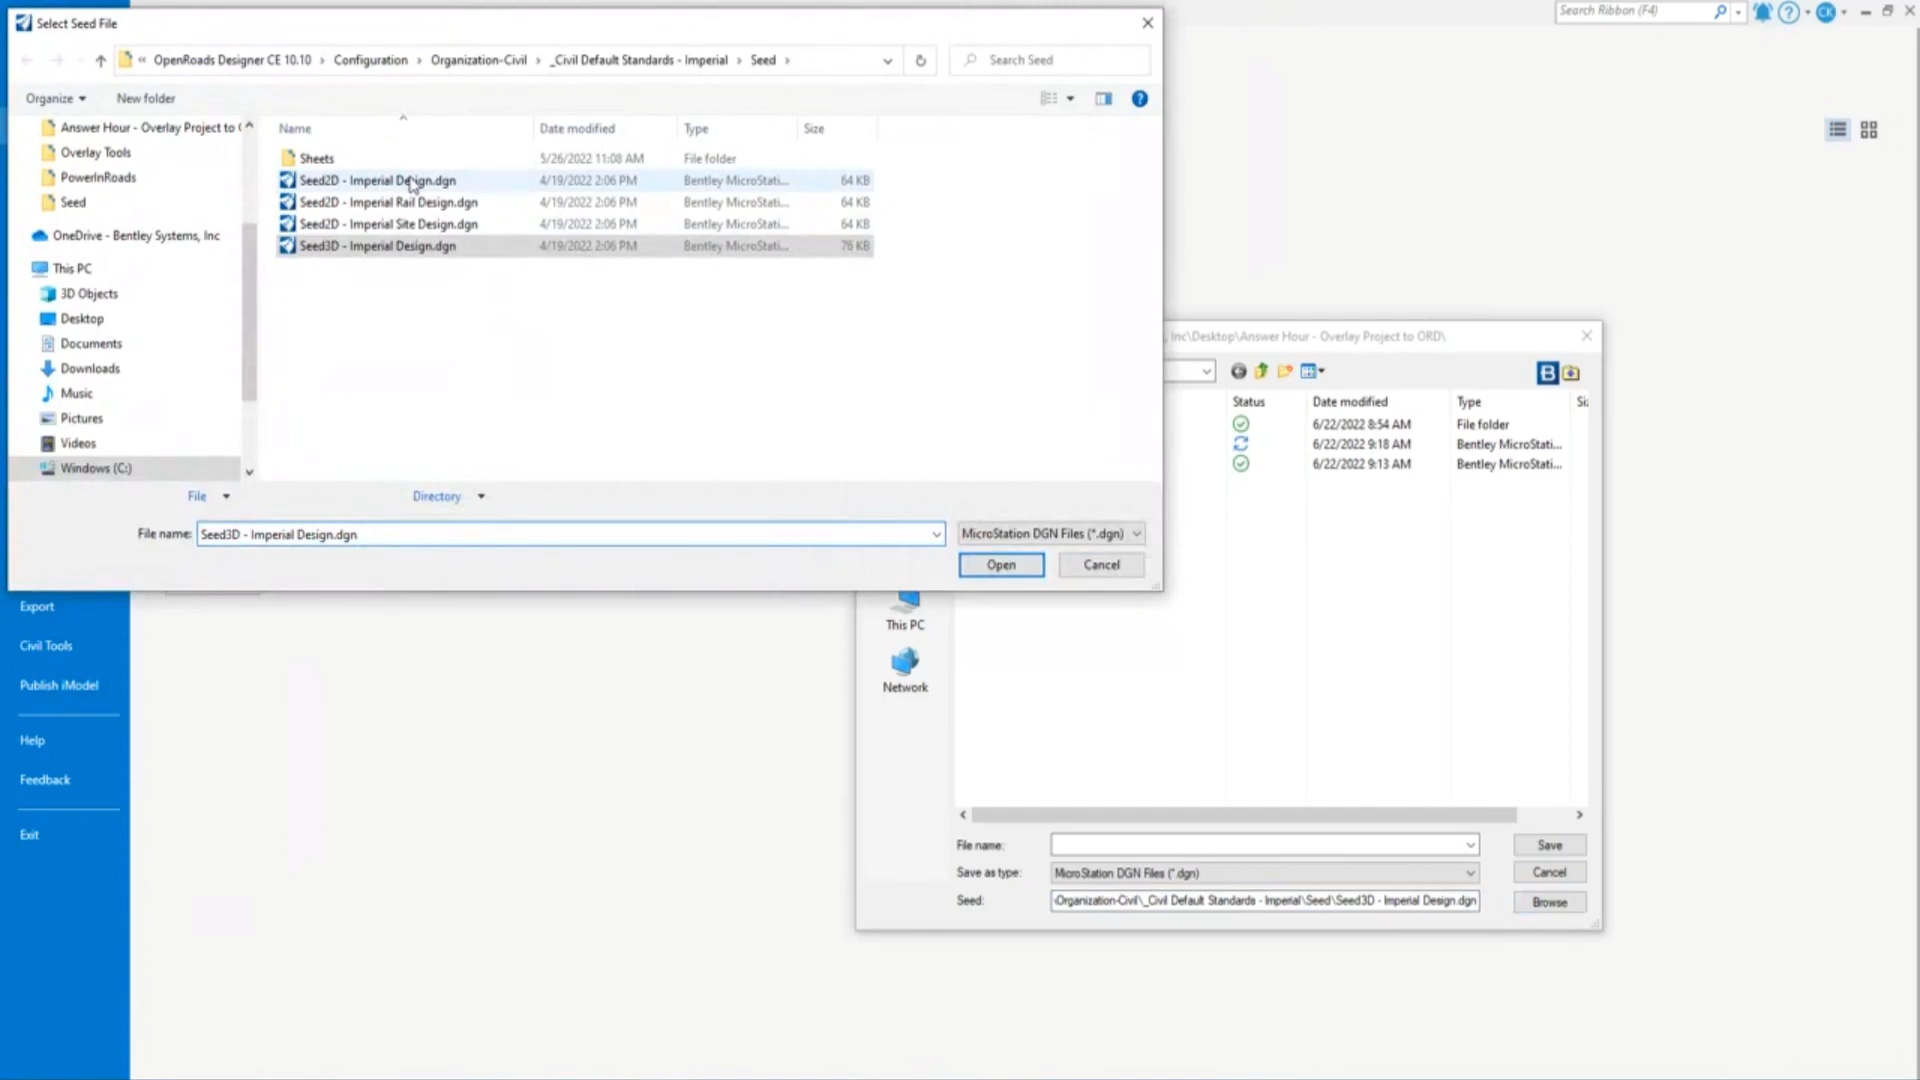 Select Seed File
Search Ribbon (F4)
CK
« OpenRoads Designer CE 10.10 › Configuration › Organization-Civil › _Civil Default Standards - Imperial › Seed ›
Search Seed
Organize
New folder
Answer Hour - Overlay Project to
Overlay Tools
PowerInRoads
Seed
OneDrive - Bentley Systems, Inc
This PC
3D Objects
Desktop
Documents
Downloads
Music
Pictures
Videos
Windows (C:)
Name Date modified Type Size
Sheets 5/26/2022 11:08 AM File folder
Seed2D - Imperial Design.dgn 4/19/2022 2:06 PM Bentley MicroStati... 64 KB
Seed2D - Imperial Rail Design.dgn 4/19/2022 2:06 PM Bentley MicroStati... 64 KB
Seed2D - Imperial Site Design.dgn 4/19/2022 2:06 PM Bentley MicroStati... 64 KB
Seed3D - Imperial Design.dgn 4/19/2022 2:06 PM Bentley MicroStati... 76 KB
File Directory
File name: Seed3D - Imperial Design.dgn
MicroStation DGN Files (*.dgn)
Open Cancel
, Inc\Desktop\Answer Hour - Overlay Project to ORD\
Status Date modified Type
6/22/2022 8:54 AM File folder
6/22/2022 9:18 AM Bentley MicroStati...
6/22/2022 9:13 AM Bentley MicroStati...
This PC
Network
File name:
Save
Save as type: MicroStation DGN Files (*.dgn)
Cancel
Seed: Organization-Civil\_Civil Default Standards - Imperial\Seed\Seed3D - Imperial Design.dgn
Browse
Export
Civil Tools
Publish iModel
Help
Feedback
Exit